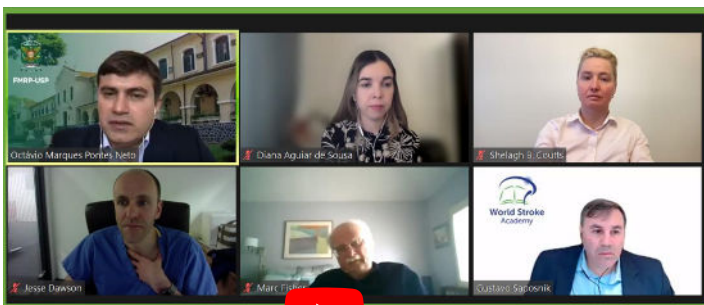 FMRP-USP
Octávio Marques Pontes Neto
Diana Aguiar de Sousa
Shelagh B. Coutts
World Stroke
Academy
Jesse Dawson
Marc Fisher
Gustavo Saposnik